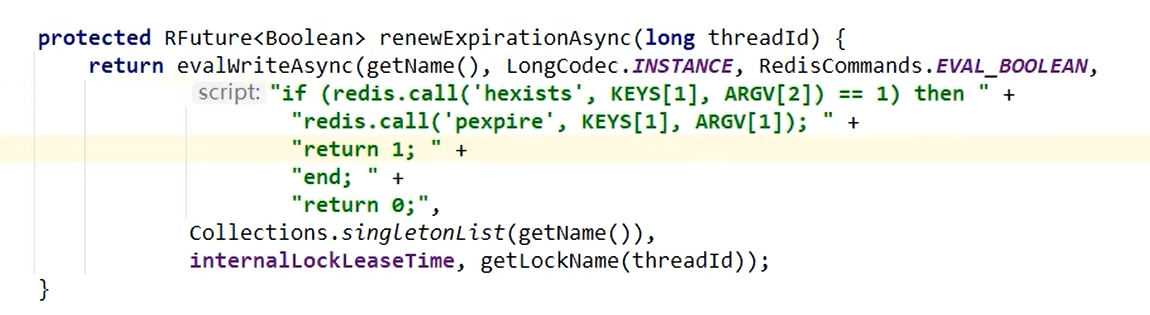 protected RFuture<Boolean> renewExpirationAsync(long threadId) {
return evalWriteAsync(getName(), LongCodec.INSTANCE, RedisCommands.EVAL_BOOLEAN,
script: "if (redis.call('hexists', KEYS[1], ARGV[2]) == 1) then " +
"redis.call('pexpire', KEYS[1], ARGV[1]); " +
"return 1; " +
"end; " +
"return 0;",
Collections.singletonList(getName()),
internalLockLeaseTime, getLockName(threadId));
}